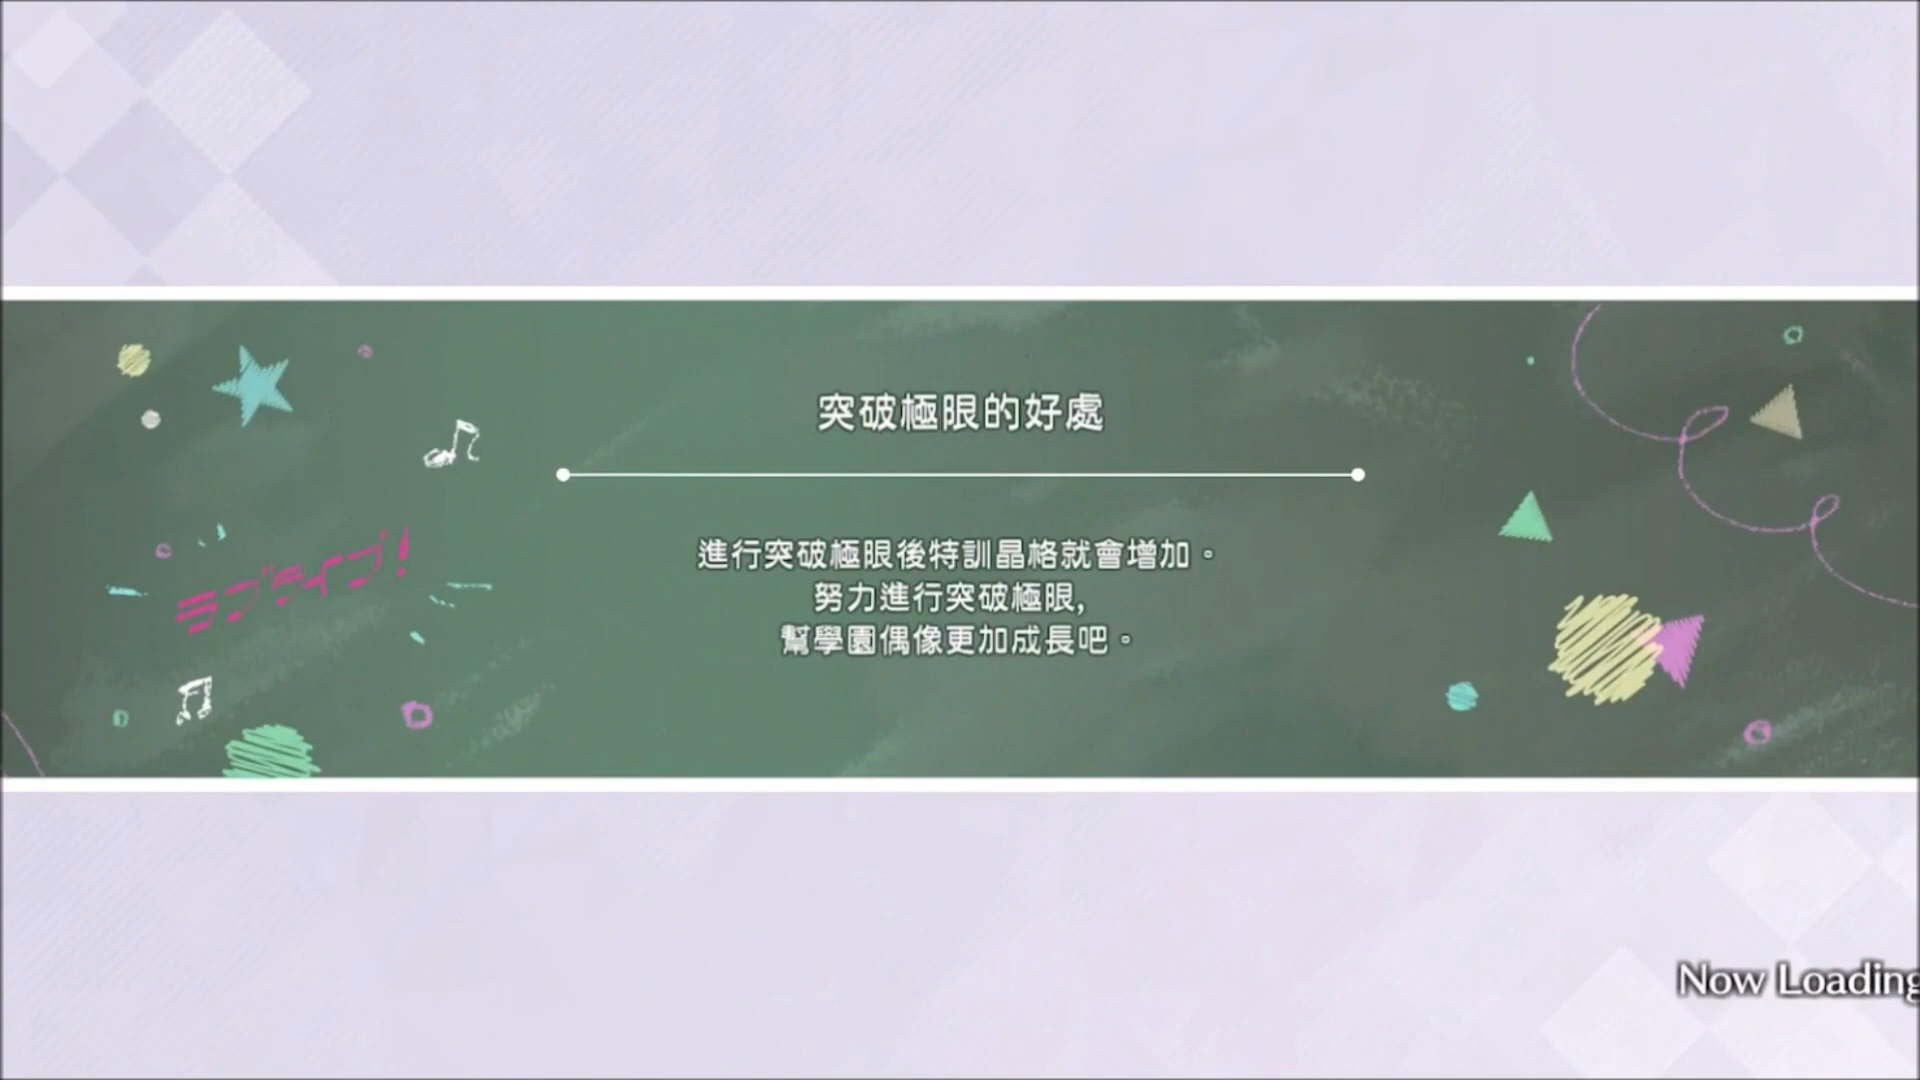 突破極限的好處
進行突破極限後特訓晶格就會增加。
努力進行突破極限,
幫學園偶像更加成長吧。
ラブライブ!
Now Loading